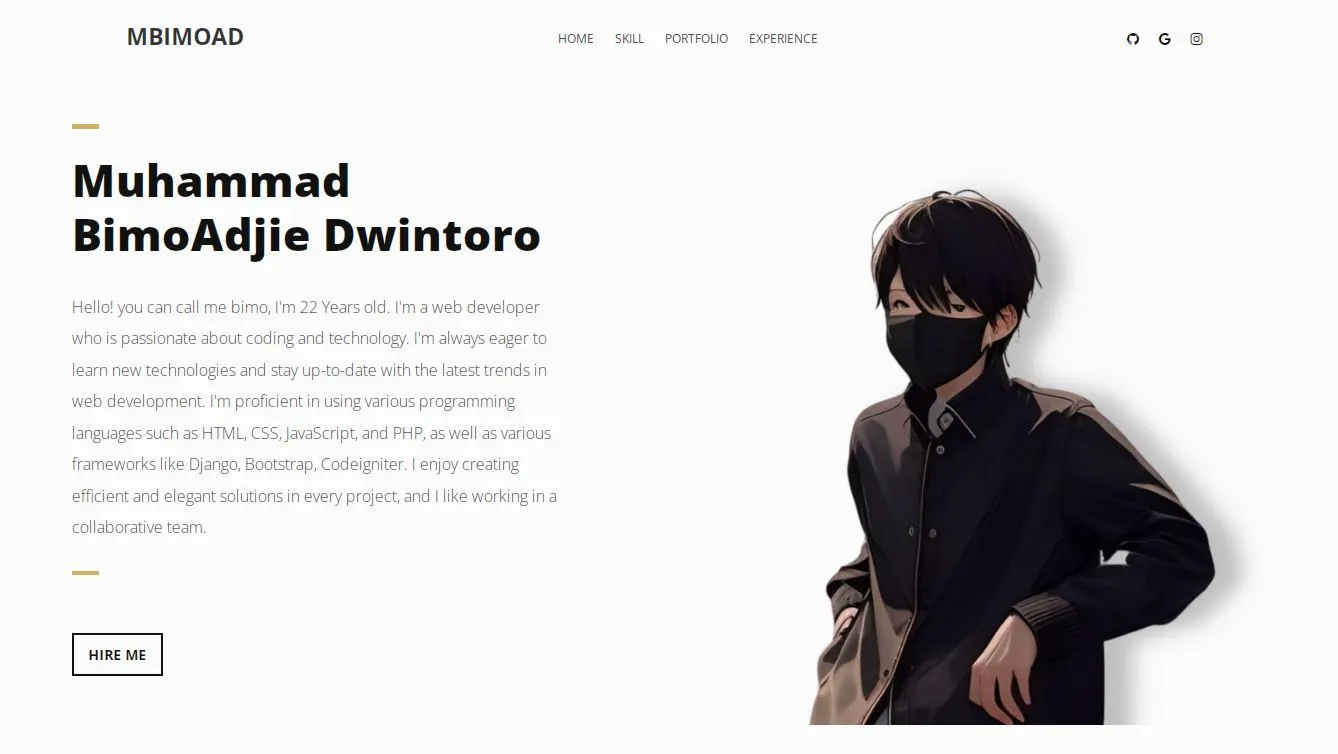 MBIMOAD
HOME SKILL PORTFOLIO EXPERIENCE
Muhammad
BimoAdjie Dwintoro
Hello! you can call me bimo, I'm 22 Years old. I'm a web developer
who is passionate about coding and technology. I'm always eager to
learn new technologies and stay up-to-date with the latest trends in
web development. I'm proficient in using various programming
languages such as HTML, CSS, JavaScript, and PHP, as well as various
frameworks like Django, Bootstrap, Codeigniter. I enjoy creating
efficient and elegant solutions in every project, and I like working in a
collaborative team.
HIRE ME